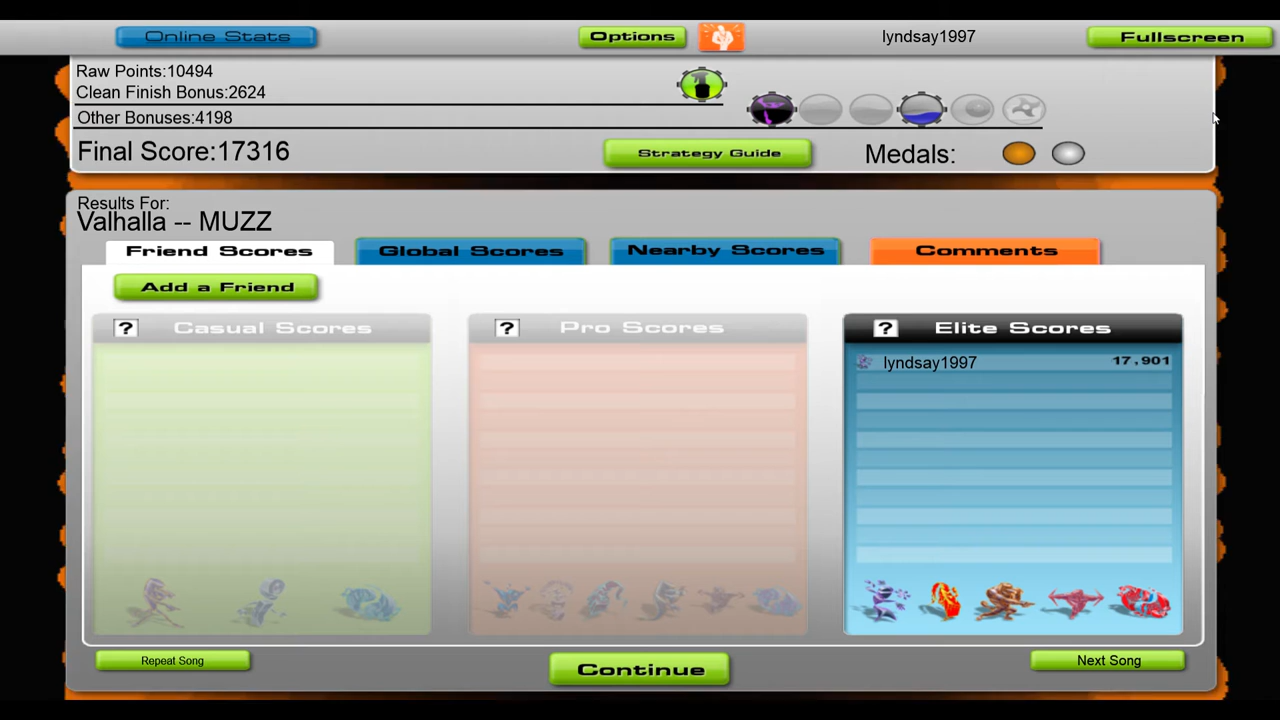 Online Stats
Options
lyndsay1997
Fullscreen
Raw Points:10494
Clean Finish Bonus:2624
Other Bonuses:4198
Final Score:17316
Strategy Guide
Medals:
Results For:
Valhalla -- MUZZ
Friend Scores
Global Scores
Nearby Scores
Comments
Add a Friend
? Casual Scores
? Pro Scores
? Elite Scores
lyndsay1997 17,901
Repeat Song
Continue
Next Song